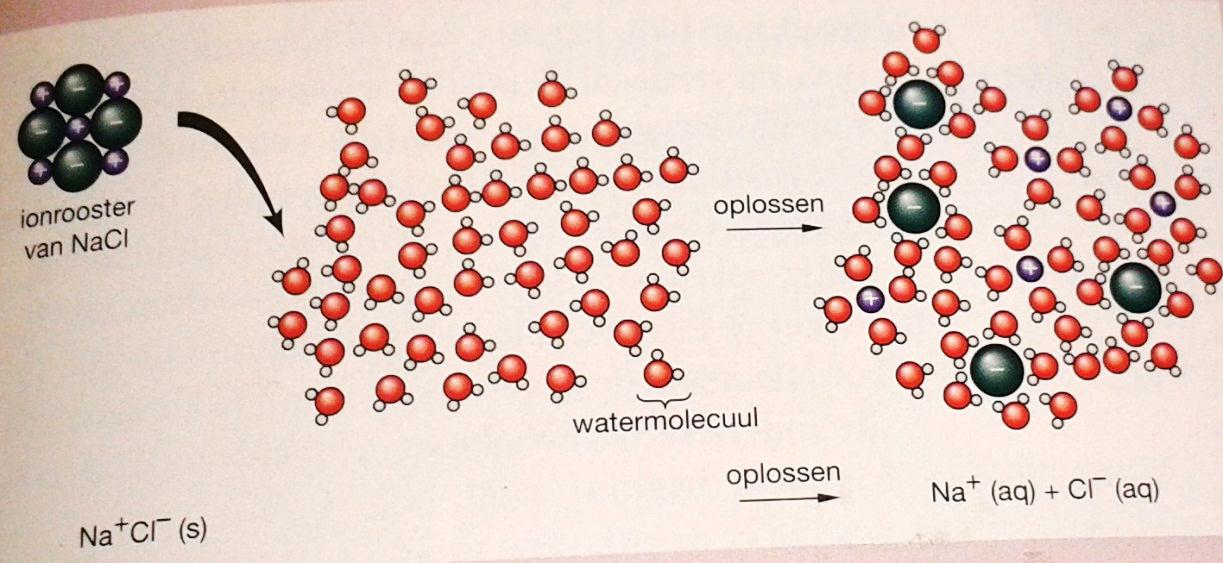 ionrooster
van NaCl
oplossen
watermolecuul
oplossen
Na⁺Cl⁻ (s)
Na⁺ (aq) + Cl⁻ (aq)